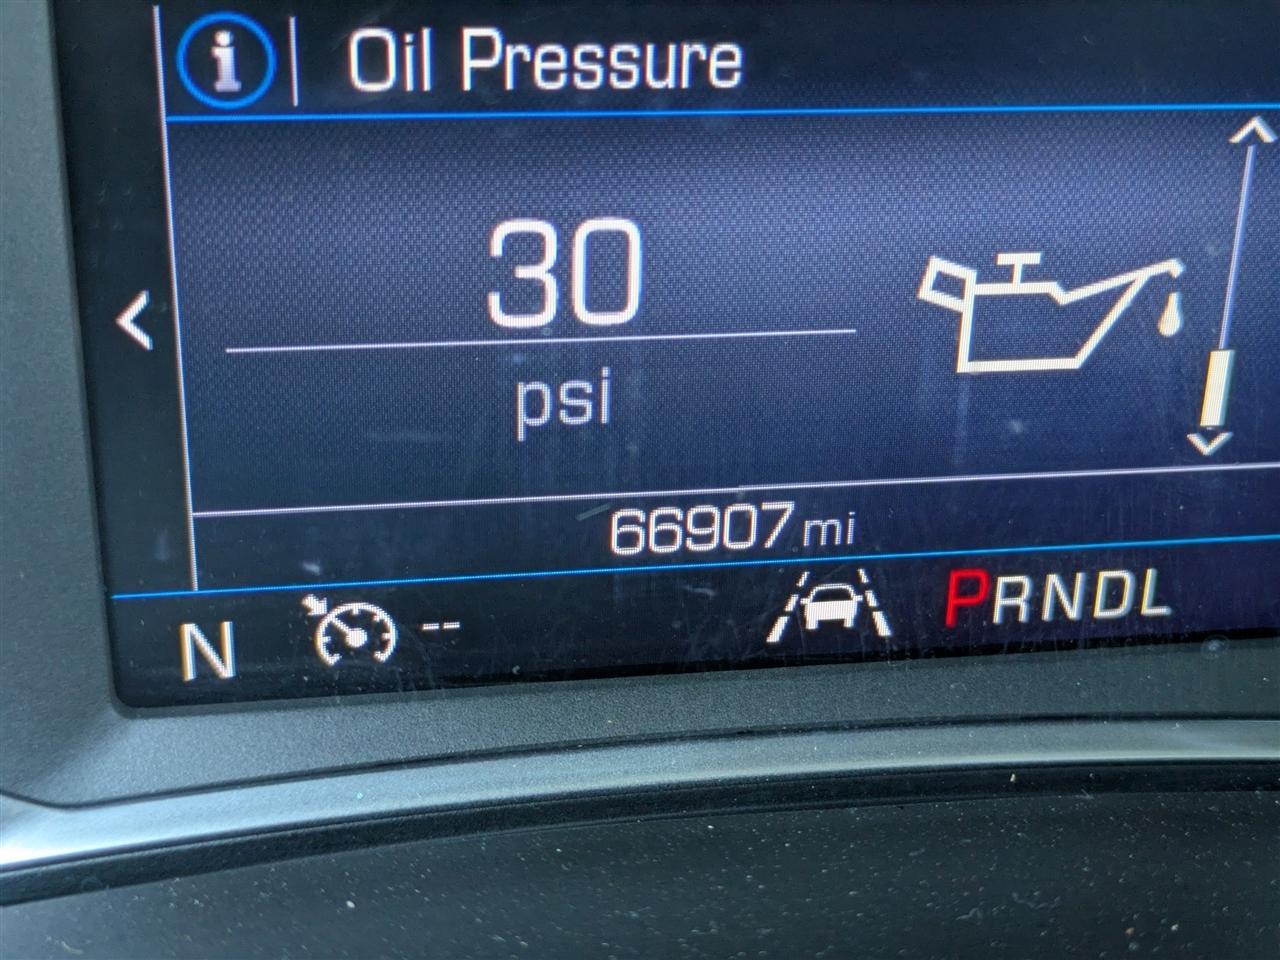 i Oil Pressure
30
psi
66907 mi
N -- PRNDL